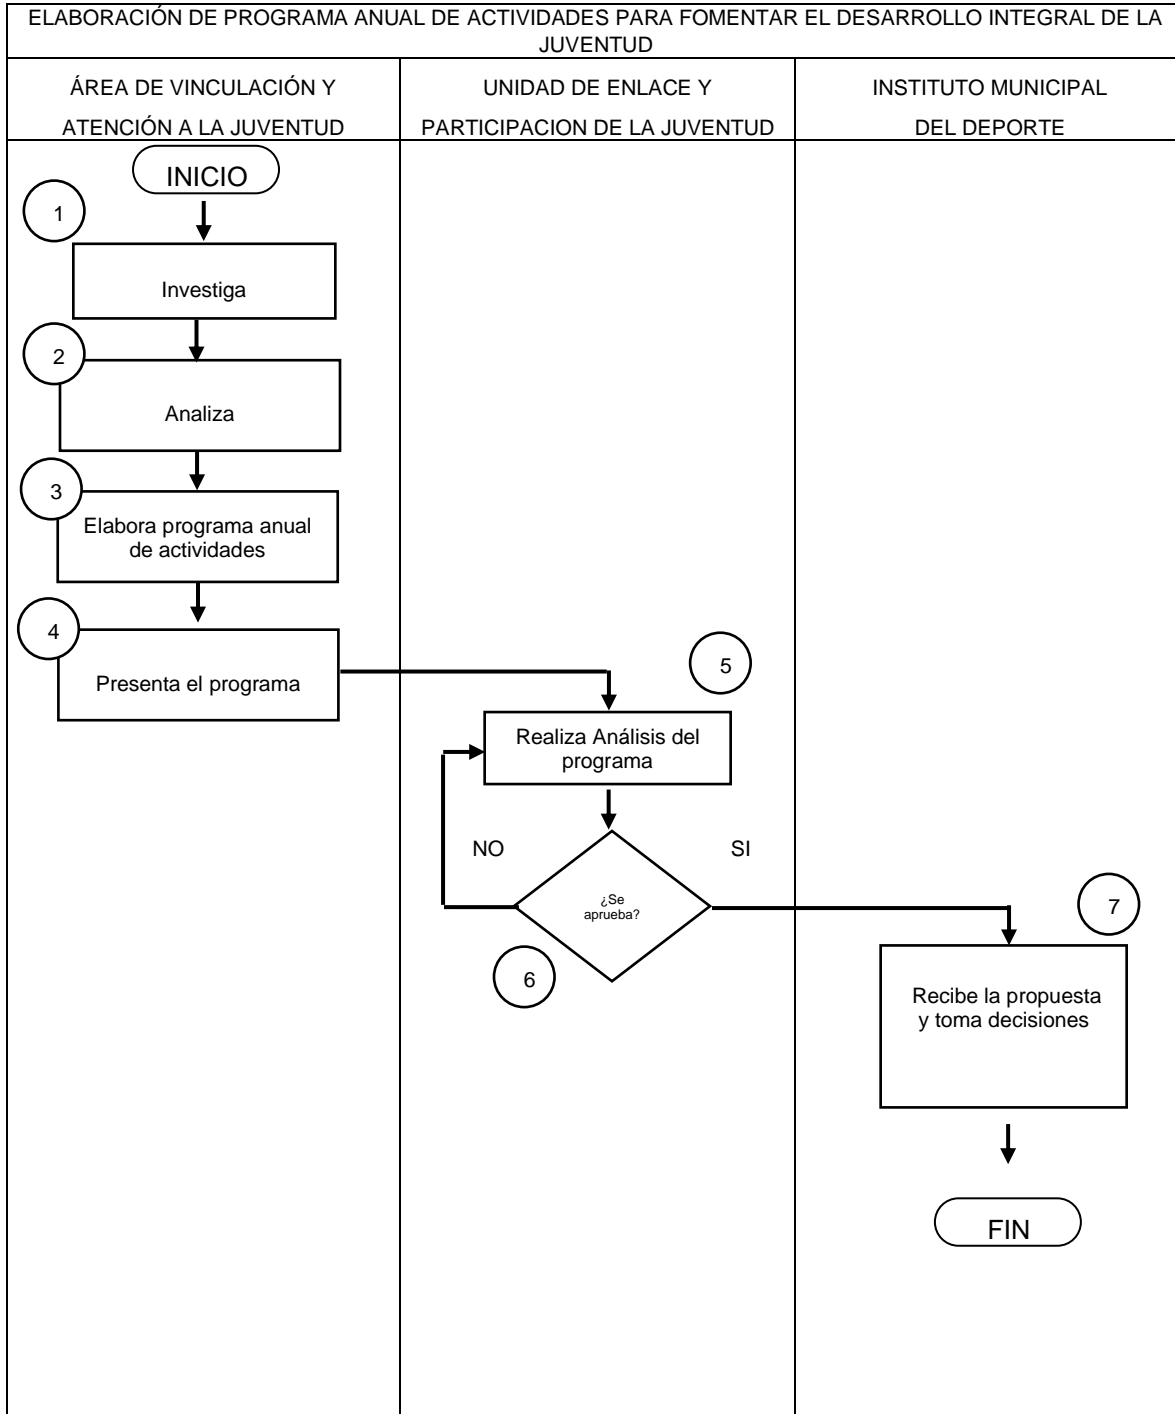 ELABORACIÓN DE PROGRAMA ANUAL DE ACTIVIDADES PARA FOMENTAR EL DESARROLLO INTEGRAL DE LA
JUVENTUD
ÁREA DE VINCULACIÓN Y
ATENCIÓN A LA JUVENTUD
UNIDAD DE ENLACE Y
PARTICIPACION DE LA JUVENTUD
INSTITUTO MUNICIPAL
DEL DEPORTE
INICIO
1
Investiga
2
Analiza
3
Elabora programa anual
de actividades
4
Presenta el programa
5
Realiza Análisis del
programa
NO
SI
¿Se
aprueba?
6
7
Recibe la propuesta
y toma decisiones
FIN